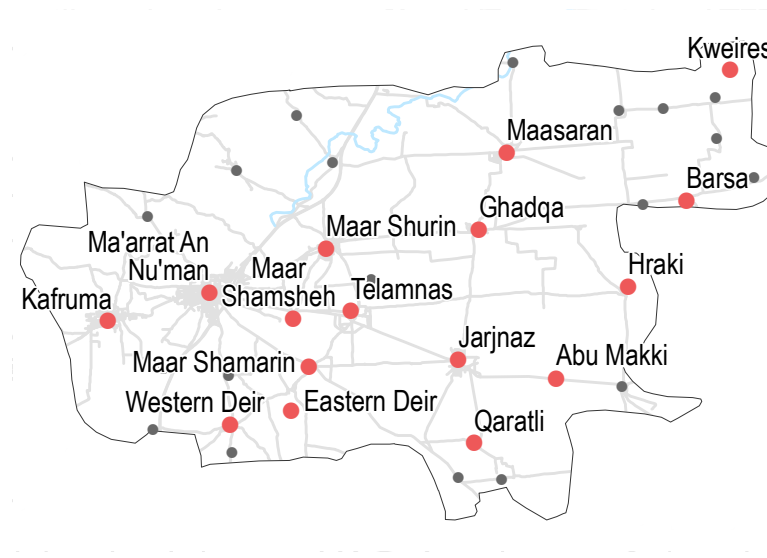 Kweires
Maasaran
Barsa
Ghadqa
Maar Shurin
Ma'arrat An
Nu'man
Maar
Shamsheh
Hraki
Telamnas
Kafruma
Jarjnaz
Abu Makki
Maar Shamarin
Western Deir
Eastern Deir
Qaratli